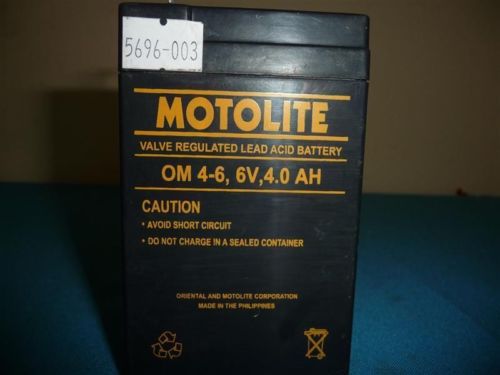 5696-003
MOTOLITE
VALVE REGULATED LEAD ACID BATTERY
OM 4-6, 6V,4.0 AH
CAUTION
• AVOID SHORT CIRCUIT
• DO NOT CHARGE IN A SEALED CONTAINER
ORIENTAL AND MOTOLITE CORPORATION
MADE IN THE PHILIPPINES